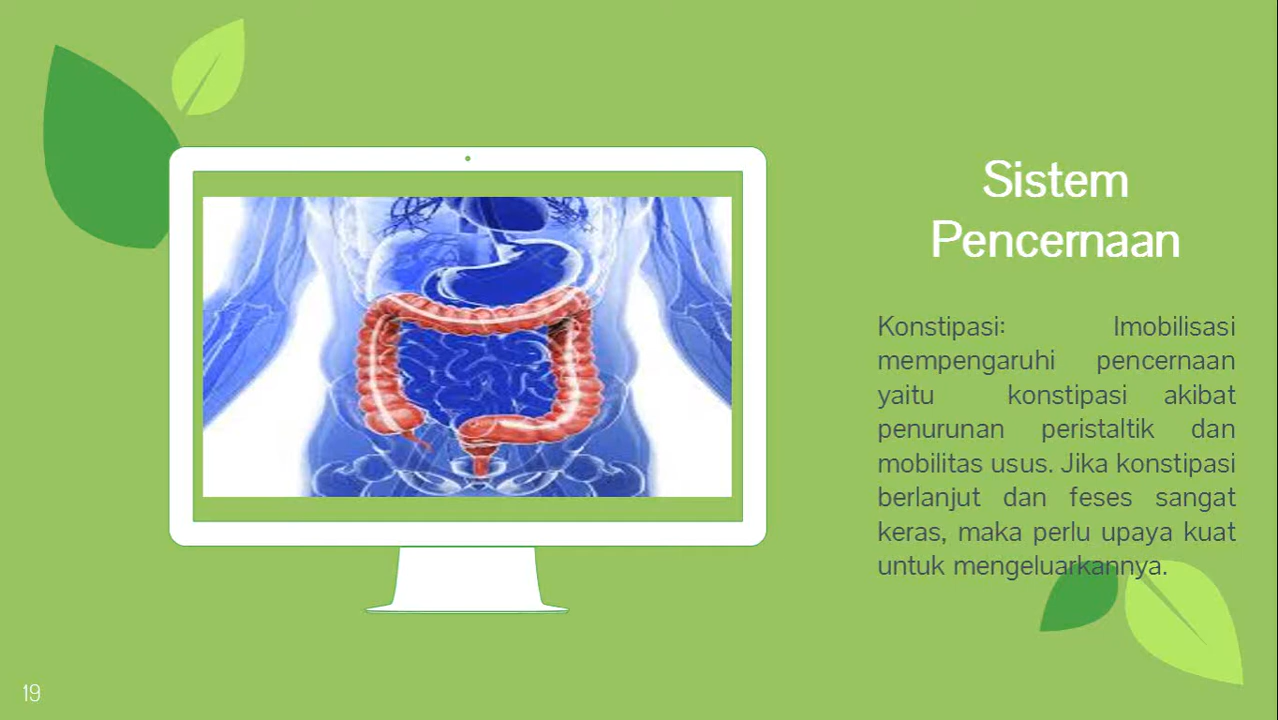 Sistem
Pencernaan
Konstipasi: Imobilisasi
mempengaruhi pencernaan
yaitu konstipasi akibat
penurunan peristaltik dan
mobilitas usus. Jika konstipasi
berlanjut dan feses sangat
keras, maka perlu upaya kuat
untuk mengeluarkannya.
19